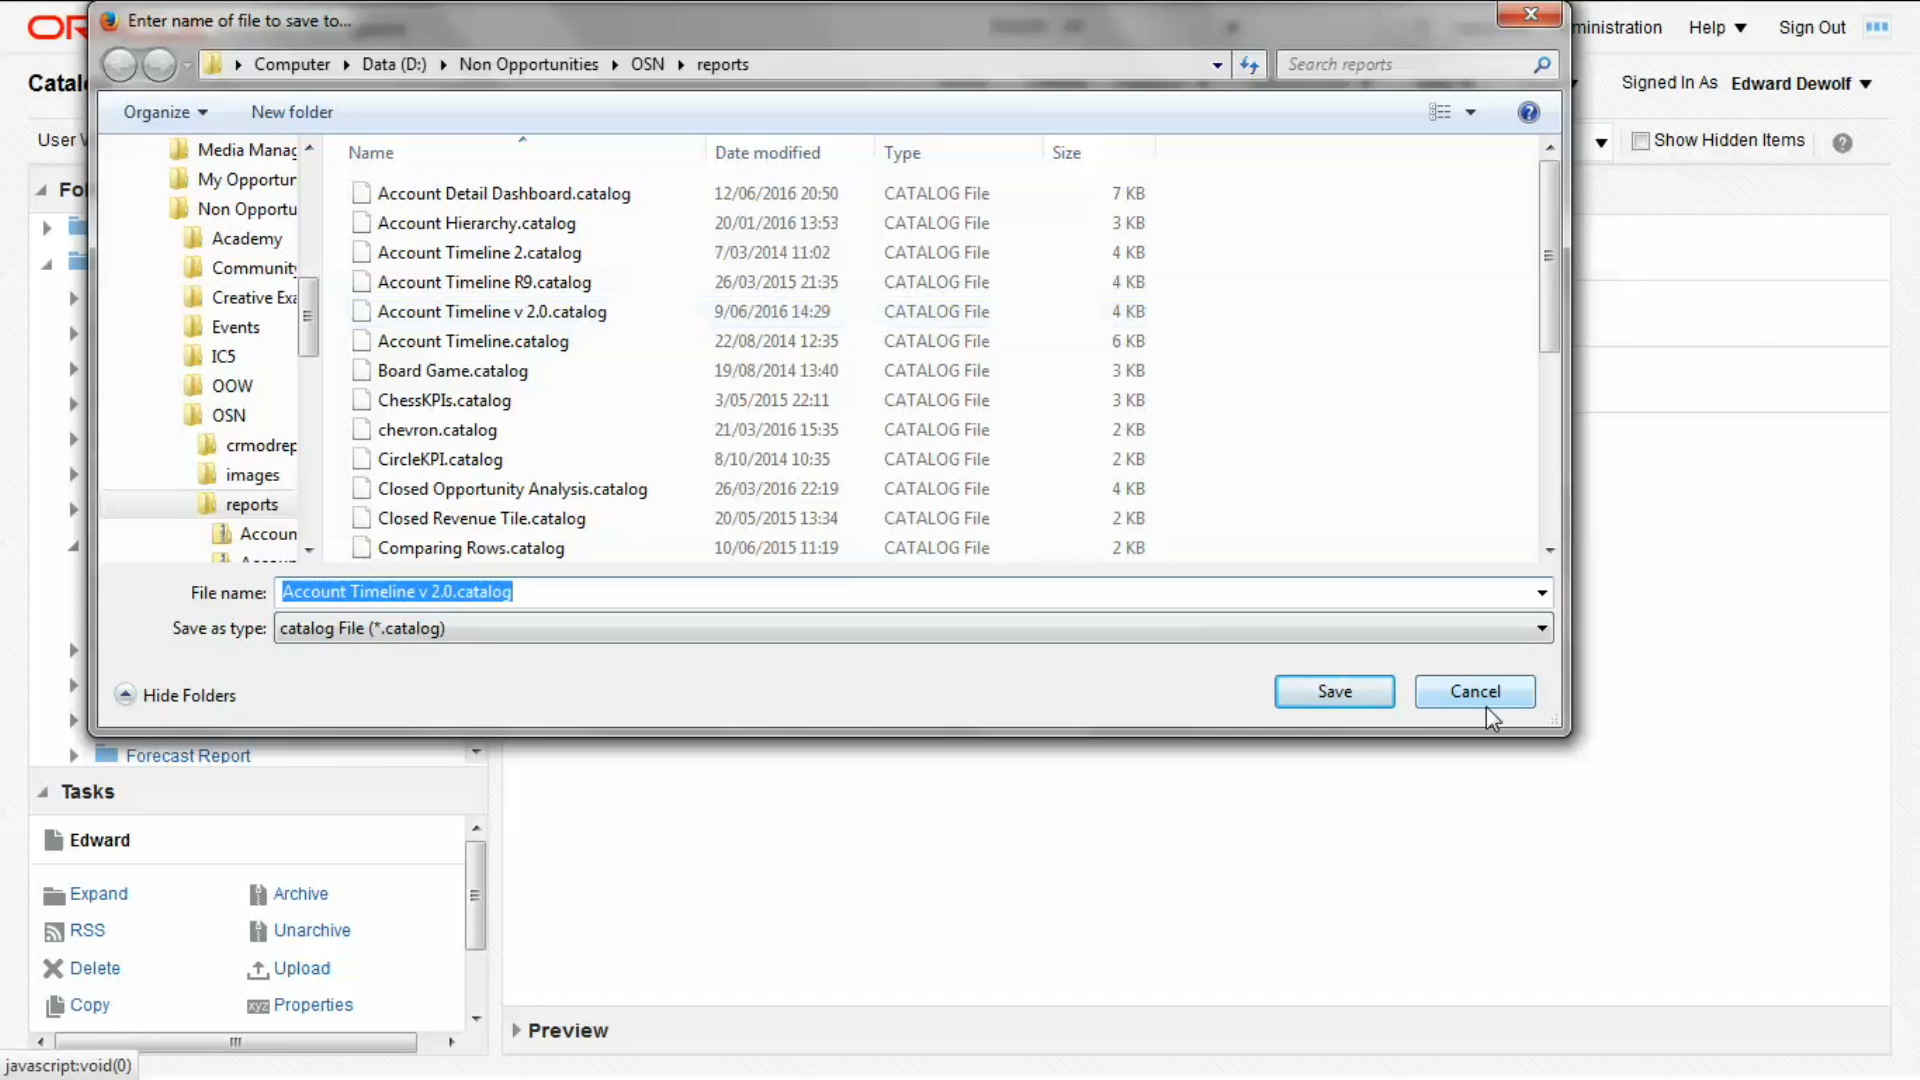 Enter name of file to save to...
Computer Data (D:) Non Opportunities OSN reports
Search reports
ministration Help Sign Out
Signed In As Edward Dewolf
Organize New folder
User
Show Hidden Items
Name Date modified Type Size
Account Detail Dashboard.catalog 12/06/2016 20:50 CATALOG File 7 KB
Account Hierarchy.catalog 20/01/2016 13:53 CATALOG File 3 KB
Account Timeline 2.catalog 7/03/2014 11:02 CATALOG File 4 KB
Account Timeline R9.catalog 26/03/2015 21:35 CATALOG File 4 KB
Account Timeline v 2.0.catalog 9/06/2016 14:29 CATALOG File 4 KB
Account Timeline.catalog 22/08/2014 12:35 CATALOG File 6 KB
Board Game.catalog 19/08/2014 13:40 CATALOG File 3 KB
ChessKPIs.catalog 3/05/2015 22:11 CATALOG File 3 KB
chevron.catalog 21/03/2016 15:35 CATALOG File 2 KB
CircleKPI.catalog 8/10/2014 10:35 CATALOG File 2 KB
Closed Opportunity Analysis.catalog 26/03/2016 22:19 CATALOG File 4 KB
Closed Revenue Tile.catalog 20/05/2015 13:34 CATALOG File 2 KB
Comparing Rows.catalog 10/06/2015 11:19 CATALOG File 2 KB
Media Manag
My Opportun
Non Opportu
Academy
Community
Creative Exa
Events
IC5
OOW
OSN
crmodrep
images
reports
Accoun
File name: Account Timeline v 2.0.catalog
Save as type: catalog File (*.catalog)
Hide Folders
Save Cancel
Forecast Report
Tasks
Edward
Expand Archive
RSS Unarchive
Delete Upload
Copy xyz Properties
Preview
javascript:void(0)